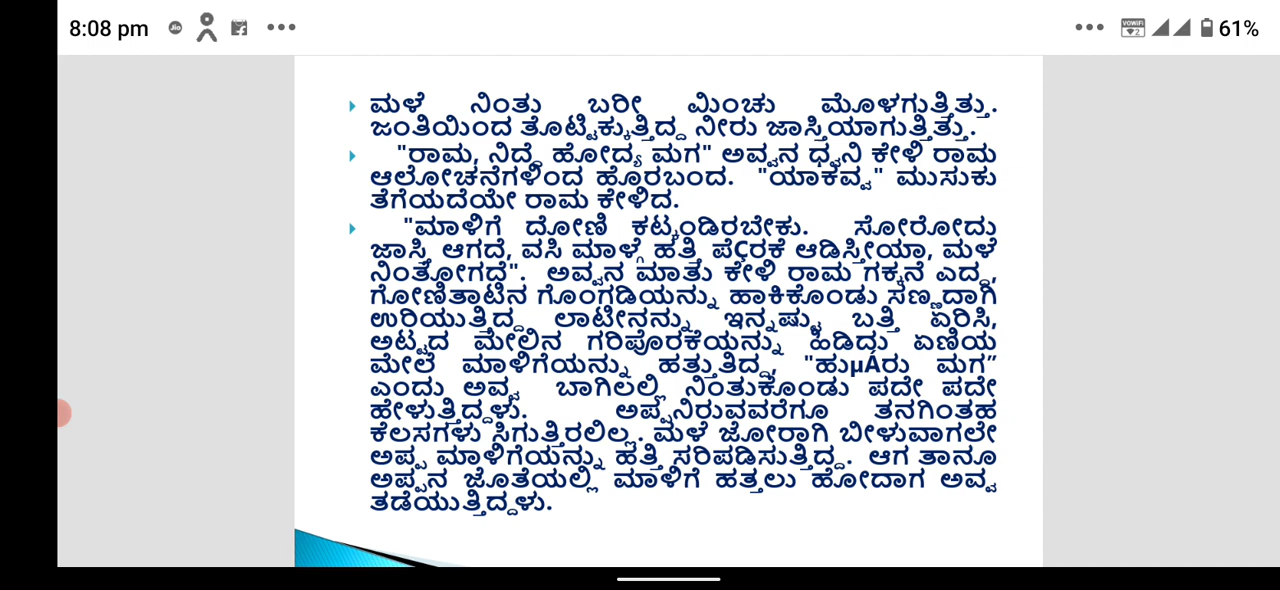 8:08 pm
61%
ಮಳೆ ನಿಂತು ಬರೀ ಮಿಂಚು ಮೊಳಗುತ್ತಿತ್ತು.
ಜಂತಿಯಿಂದ ತೊಟ್ಟಿಕ್ಕುತ್ತಿದ್ದ ನೀರು ಜಾಸ್ತಿಯಾಗುತ್ತಿತ್ತು.
"ರಾಮ, ನಿದ್ದೆ ಹೋದ್ಯ ಮಗ" ಅವ್ವನ ಧ್ವನಿ ಕೇಳಿ ರಾಮ
ಆಲೋಚನೆಗಳಿಂದ ಹೊರಬಂದ. "ಯಾಕವ್ವ" ಮುಸುಕು
ತೆಗೆಯದೆಯೇ ರಾಮ ಕೇಳಿದ.
"ಮಾಳಿಗೆ ದೋಣಿ ಕಟ್ಕಂಡಿರಬೇಕು. ಸೋರೋದು
ಜಾಸ್ತಿ ಆಗದೆ, ವಸಿ ಮಾಳ್ಗೆ ಹತ್ತಿ ಪೆÇರಕೆ ಆಡಿಸ್ತೀಯಾ, ಮಳೆ
ನಿಂತೋಗದೆ". ಅವ್ವನ ಮಾತು ಕೇಳಿ ರಾಮ ಗಕ್ಕನೆ ಎದ್ದ,
ಗೋಣಿತಾಟಿನ ಗೊಂಗಡಿಯನ್ನು ಹಾಕಿಕೊಂಡು ಸಣ್ಣದಾಗಿ
ಉರಿಯುತ್ತಿದ್ದ ಲಾಟೀನನ್ನು ಇನ್ನಷ್ಟು ಬತ್ತಿ ಏರಿಸಿ,
ಅಟ್ಟದ ಮೇಲಿನ ಗರಿಪೊರಕೆಯನ್ನು ಹಿಡಿದು ಏಣಿಯ
ಮೇಲೆ ಮಾಳಿಗೆಯನ್ನು ಹತ್ತುತಿದ್ದ, "ಹುµÁರು ಮಗ”
ಎಂದು ಅವ್ವ ಬಾಗಿಲಲ್ಲಿ ನಿಂತುಕೊಂಡು ಪದೇ ಪದೇ
ಹೇಳುತ್ತಿದ್ದಳು. ಅಪ್ಪನಿರುವವರೆಗೂ ತನಗಿಂತಹ
ಕೆಲಸಗಳು ಸಿಗುತ್ತಿರಲಿಲ್ಲ. ಮಳೆ ಜೋರಾಗಿ ಬೀಳುವಾಗಲೇ
ಅಪ್ಪ ಮಾಳಿಗೆಯನ್ನು ಹತ್ತಿ ಸರಿಪಡಿಸುತ್ತಿದ್ದ. ಆಗ ತಾನೂ
ಅಪ್ಪನ ಜೊತೆಯಲ್ಲಿ ಮಾಳಿಗೆ ಹತ್ತಲು ಹೋದಾಗ ಅವ್ವ
ತಡೆಯುತ್ತಿದ್ದಳು.